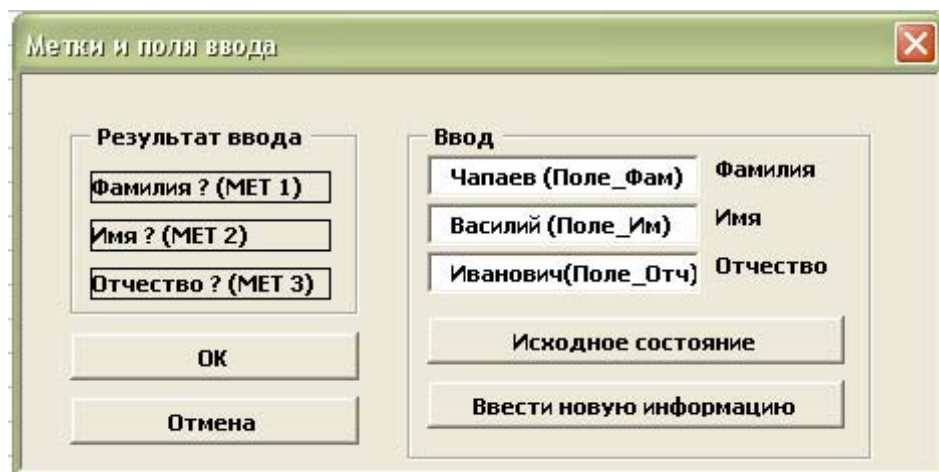 Метки и поля ввода
Результат ввода
Фамилия ? (МЕТ 1)
Имя ? (МЕТ 2)
Отчество ? (МЕТ 3)
ОК
Отмена
Ввод
Чапаев (Поле_Фам) Фамилия
Василий (Поле_Им) Имя
Иванович(Поле_Отч) Отчество
Исходное состояние
Ввести новую информацию